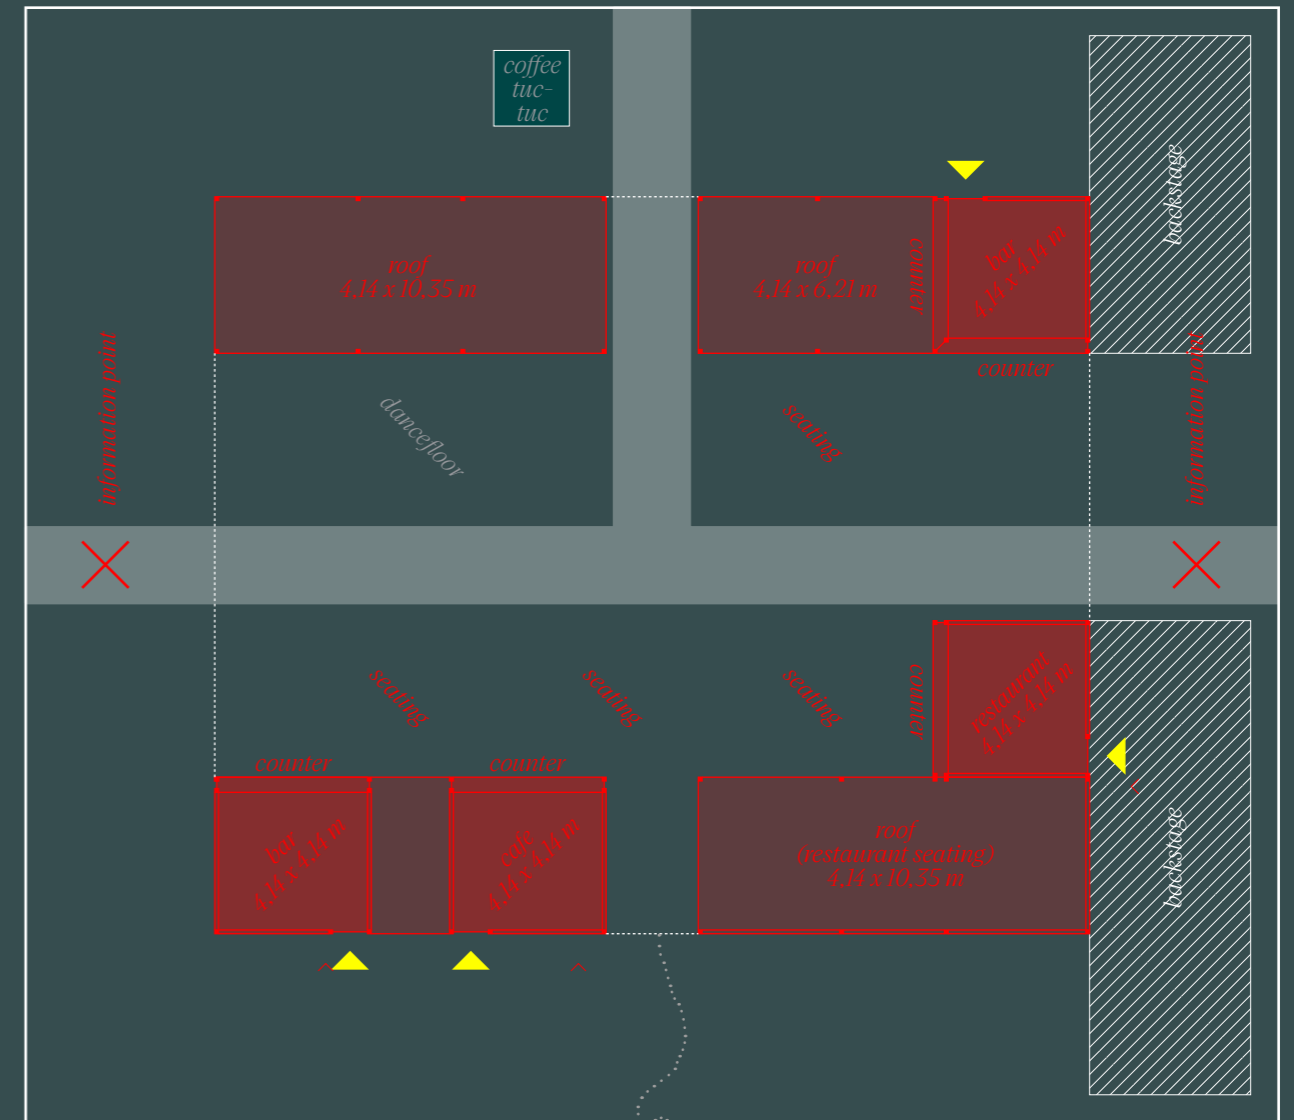 coffee
tuc-
tuc
backstage
roof
4,14 x 10,35 m
roof
4,14 x 6,21 m
counter
bar
4,14 x 4,14 m
counter
information point
dancefloor
seating
information point
seating
seating
seating
counter
restaurant
4,14 x 4,14 m
counter
counter
bar
4,14 x 4,14 m
cafe
4,14 x 4,14 m
roof
(restaurant seating)
4,14 x 10,35 m
backstage